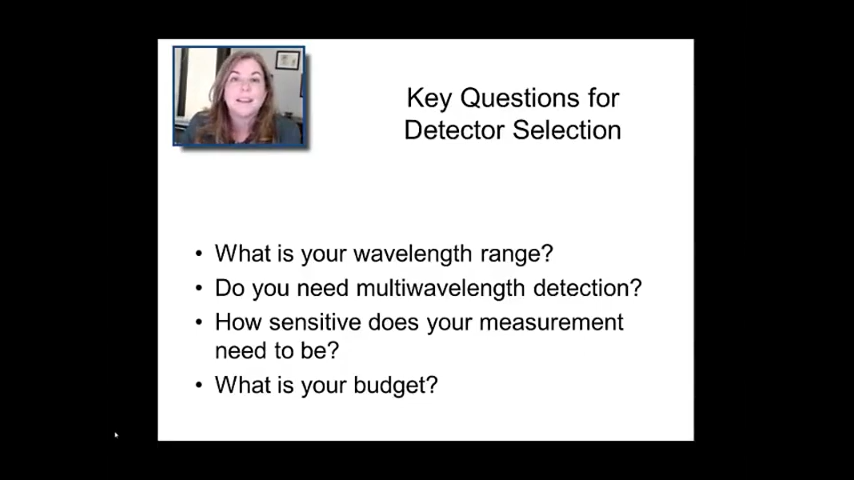 Key Questions for
Detector Selection
• What is your wavelength range?
• Do you need multiwavelength detection?
• How sensitive does your measurement
need to be?
• What is your budget?